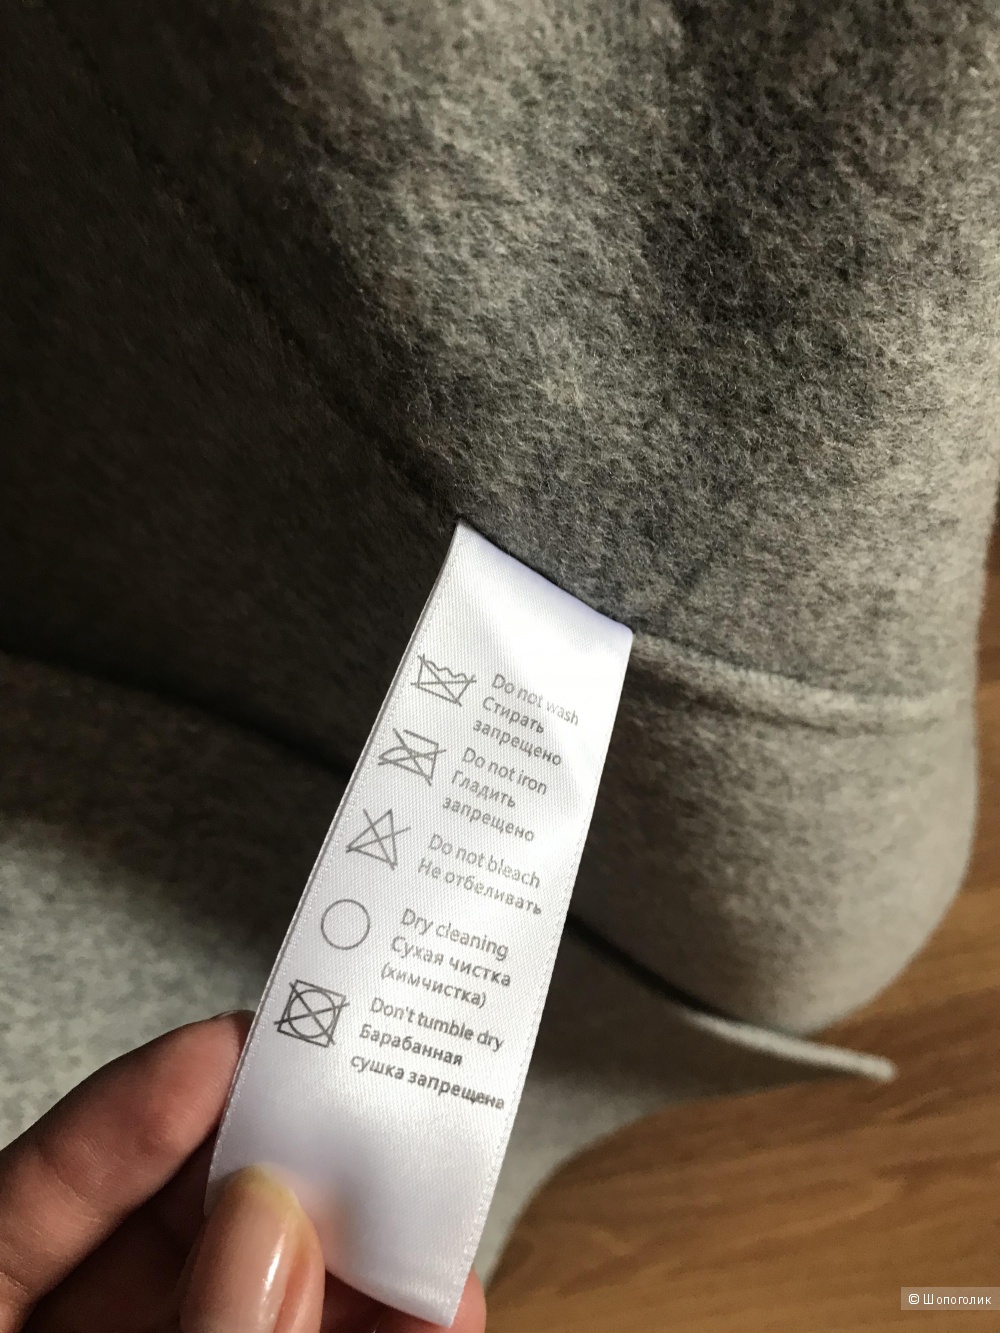 Do not wash
Стирать
запрещено
Do not iron
Гладить
запрещено
Do not bleach
Не отбеливать
Dry cleaning
Сухая чистка
(химчистка)
Don't tumble dry
Барабанная
сушка запрещена
© Шопоголик